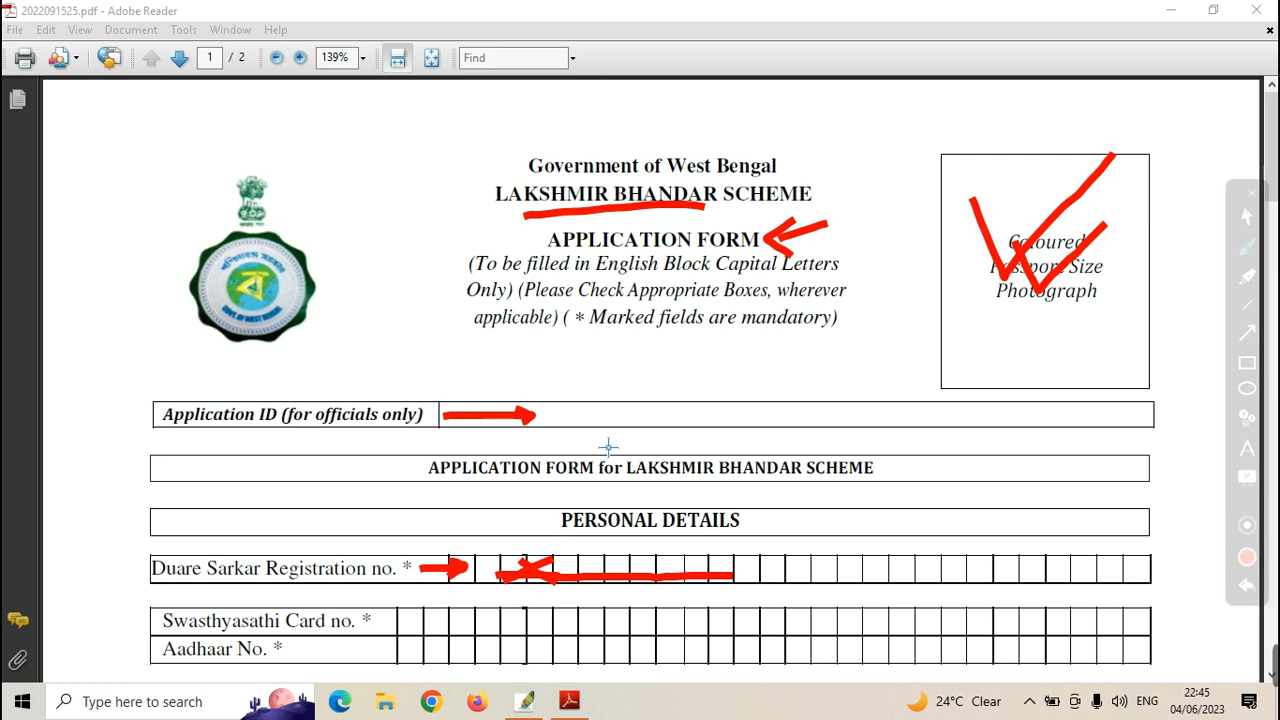 2022091525.pdf - Adobe Reader
File Edit View Document Tools Window Help
1 / 2 139% Find
Government of West Bengal
LAKSHMIR BHANDAR SCHEME
APPLICATION FORM
(To be filled in English Block Capital Letters
Only) (Please Check Appropriate Boxes, wherever
applicable) ( * Marked fields are mandatory)
Coloured
Passport Size
Photograph
Application ID (for officials only)
APPLICATION FORM for LAKSHMIR BHANDAR SCHEME
PERSONAL DETAILS
Duare Sarkar Registration no. *
Swasthyasathi Card no. *
Aadhaar No. *
Type here to search
24°C Clear
ENG
22:45
04/06/2023